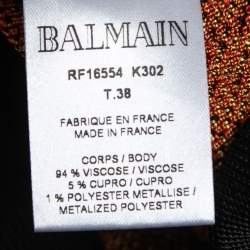 BALMAIN
RF16554 K302
T.38
FABRIQUE EN FRANCE
MADE IN FRANCE
CORPS / BODY
94 % VISCOSE / VISCOSE
5 % CUPRO / CUPRO
1 % POLYESTER METALLISE /
METALIZED POLYESTER